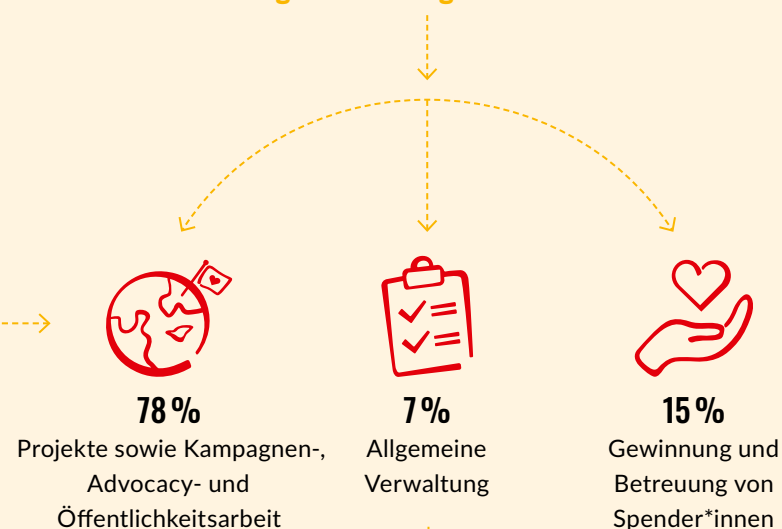 78 %
Projekte sowie Kampagnen-,
Advocacy- und
Öffentlichkeitsarbeit
7 %
Allgemeine
Verwaltung
15 %
Gewinnung und
Betreuung von
Spender*innen